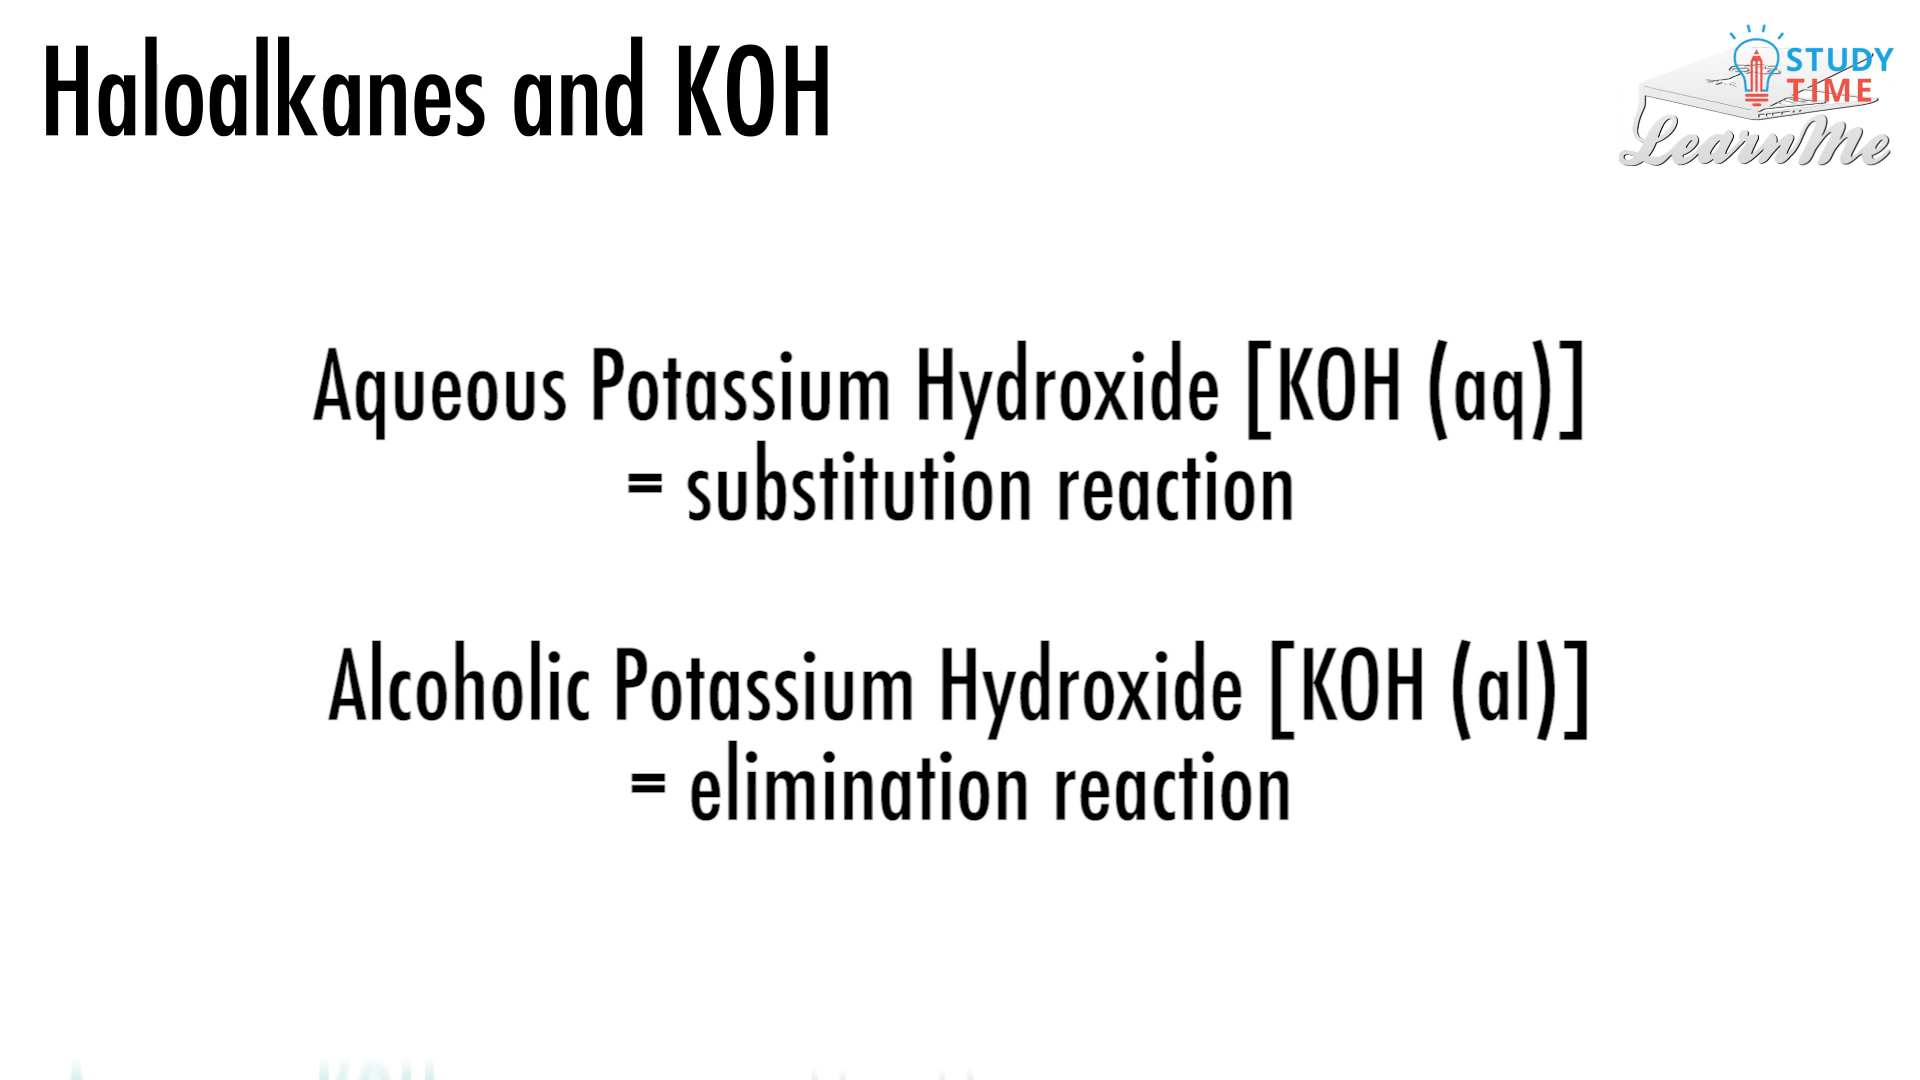 Haloalkanes and KOH
STUDY
TIME
LearnMe
Aqueous Potassium Hydroxide [KOH (aq)]
= substitution reaction
Alcoholic Potassium Hydroxide [KOH (al)]
= elimination reaction